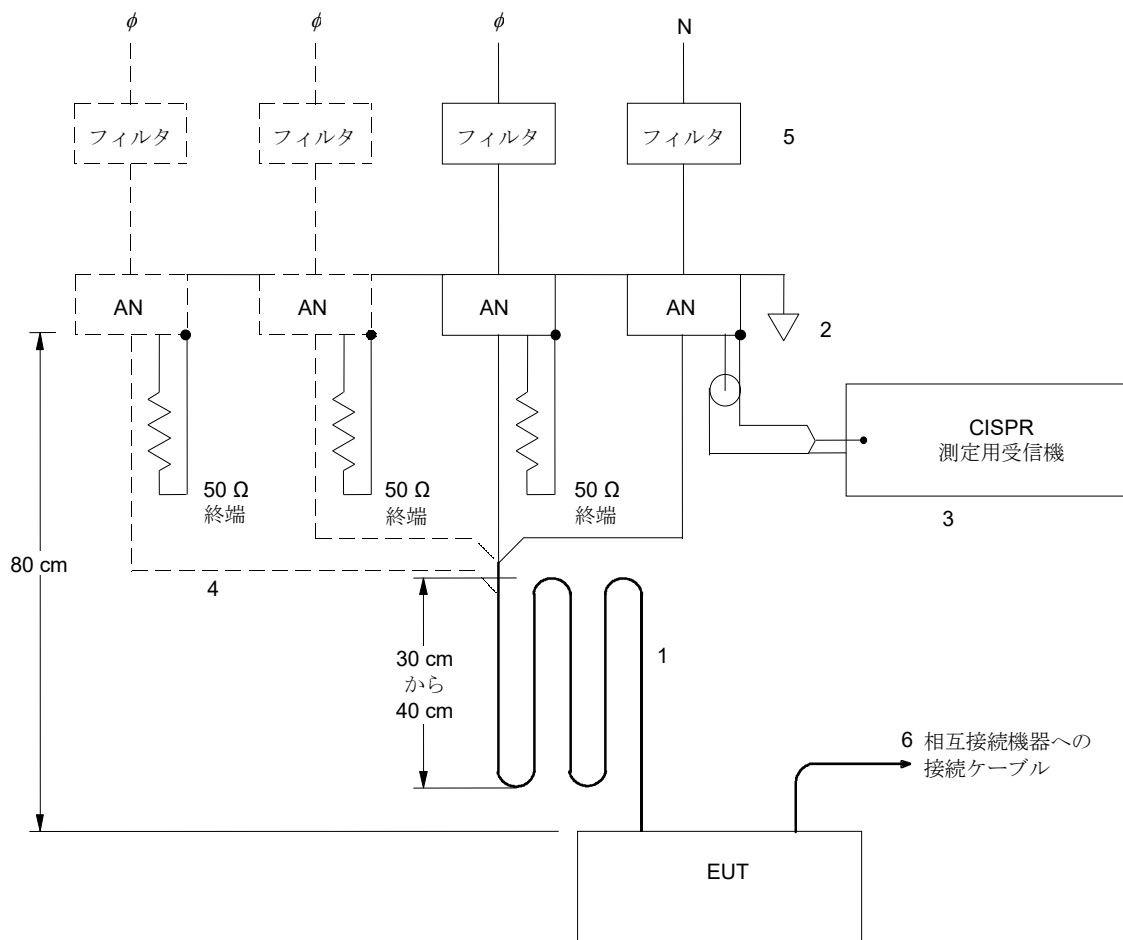 ϕ ϕ ϕ N
フィルタ フィルタ フィルタ フィルタ 5
AN AN AN AN
2
CISPR
測定用受信機
3
50 Ω
終端
50 Ω
終端
50 Ω
終端
80 cm
4
30 cm
から
40 cm
1
6 相互接続機器への
接続ケーブル
EUT